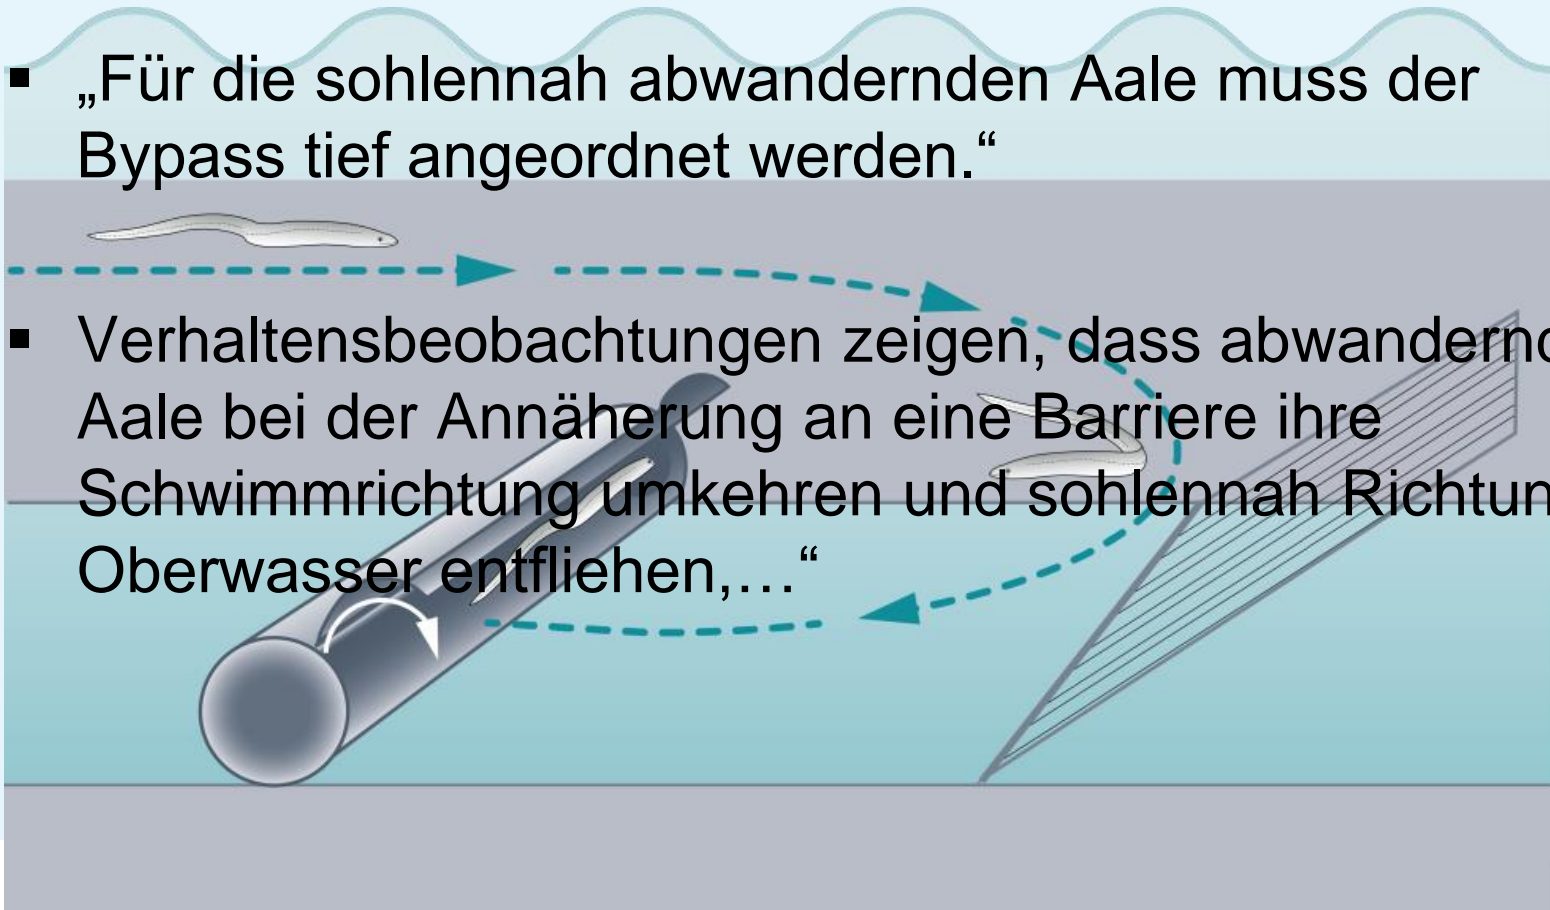 ▪ „Für die sohlennah abwandernden Aale muss der
Bypass tief angeordnet werden.“
▪ Verhaltensbeobachtungen zeigen, dass abwandernd
Aale bei der Annäherung an eine Barriere ihre
Schwimmrichtung umkehren und sohlennah Richtun
Oberwasser entfliehen,…“